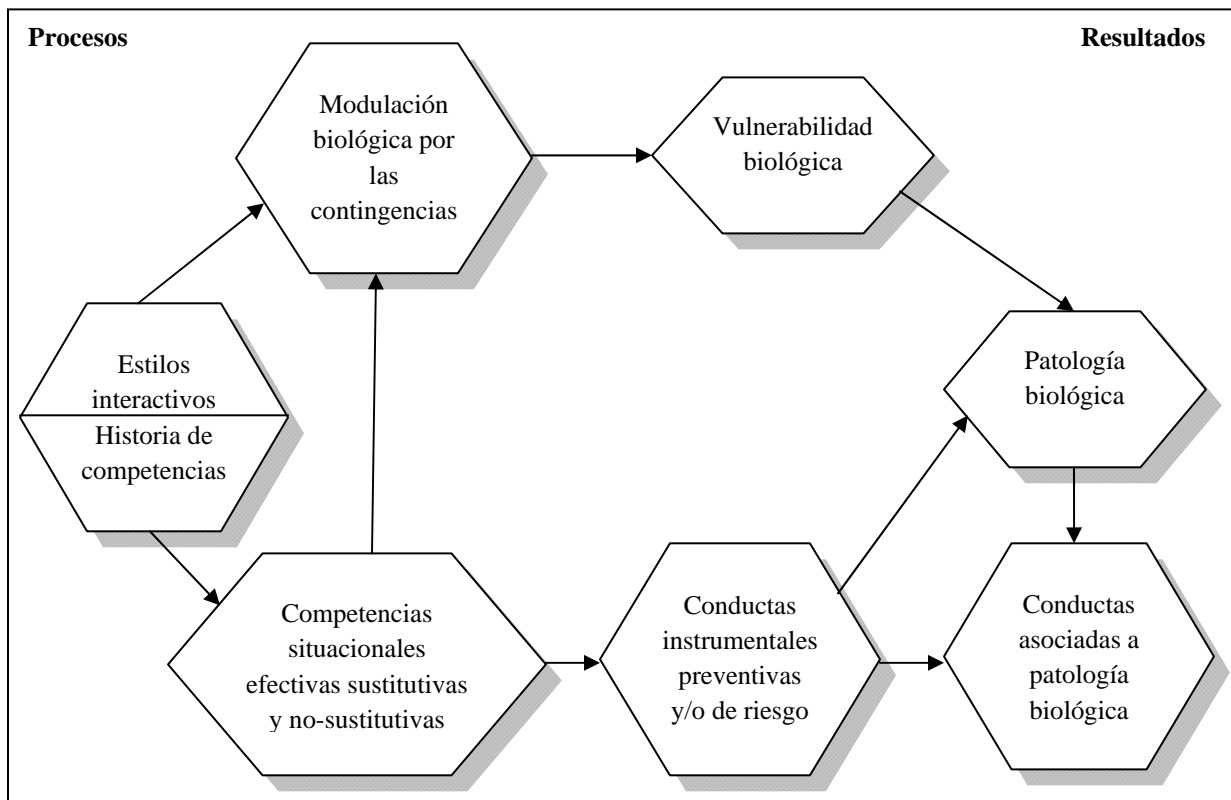 Procesos
Resultados
Modulación
biológica por
las
contingencias
Vulnerabilidad
biológica
Estilos
interactivos
Historia de
competencias
Patología
biológica
Competencias
situacionales
efectivas sustitutivas
y no-sustitutivas
Conductas
instrumentales
preventivas
y/o de riesgo
Conductas
asociadas a
patología
biológica